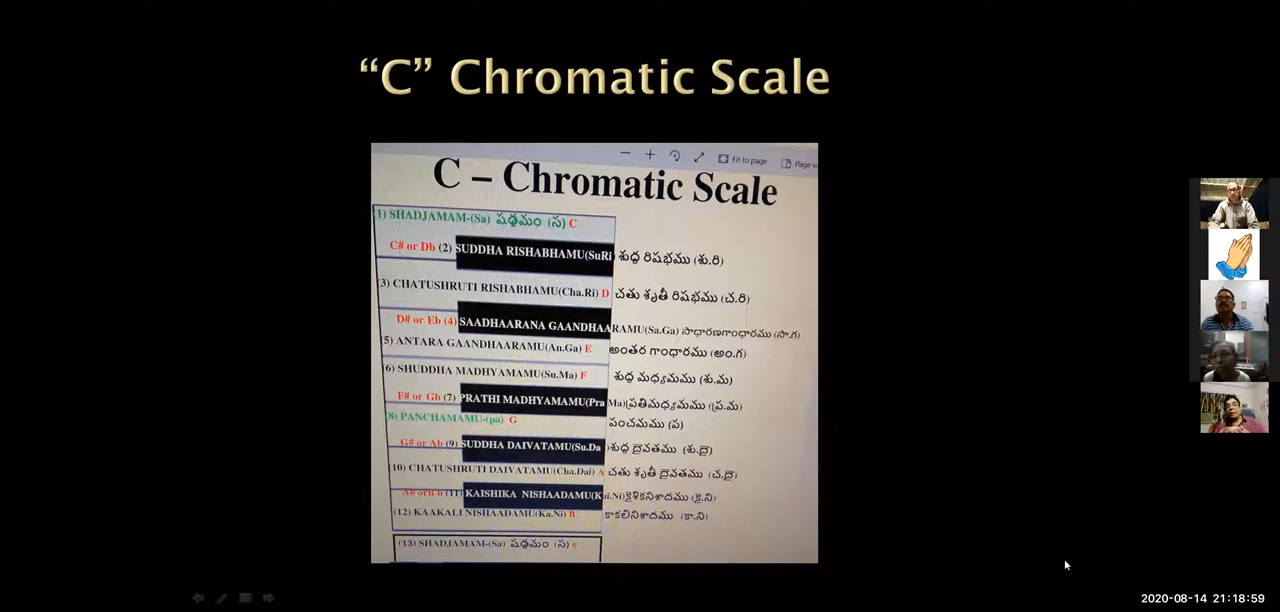 “C” Chromatic Scale
Fit to page
C – Chromatic Scale
(1) SHADJAMAM-(Sa) షడ్జమం (స) C
C# or Db (2) SUDDHA RISHABHAMU(SuRi శుద్ధ రిషభము (శు.రి)
(3) CHATUSHRUTI RISHABHAMU(Cha.Ri) D చతు శృతీ రిషభము (చ.రి)
D# or Eb (4) SAADHAARANA GAANDHAARAMU(Sa.Ga) సాధారణగాంధారము (సా.గ)
5) ANTARA GAANDHAARAMU(An.Ga) E అంతర గాంధారము (అం.గ)
6) SHUDDHA MADHYAMAMU(Su.Ma) F శుద్ధ మధ్యమము (శు.మ)
F# or Gb (7) PRATHI MADHYAMAMU(Pra Ma)ప్రతిమధ్యమము (ప్ర.మ)
(8) PANCHAMAMU-(pa) G పంచమము (ప)
G# or Ab (9) SUDDHA DAIVATAMU(Su.Da )శుద్ధ దైవతము (శు.దై)
(10) CHATUSHRUTI DAIVATAMU(Cha.Dai) A చతు శృతీ దైవతము (చ.దై)
A# or B b (11) KAISHIKA NISHAADAMU(Kai.Ni)కైశికనిశాదము (కై.ని)
(12) KAAKALI NISHAADAMU(Ka.Ni) B కాకలినిశాదము (కా.ని)
(13) SHADJAMAM-(Sa) షడ్జమం (స) c
2020-08-14 21:18:59